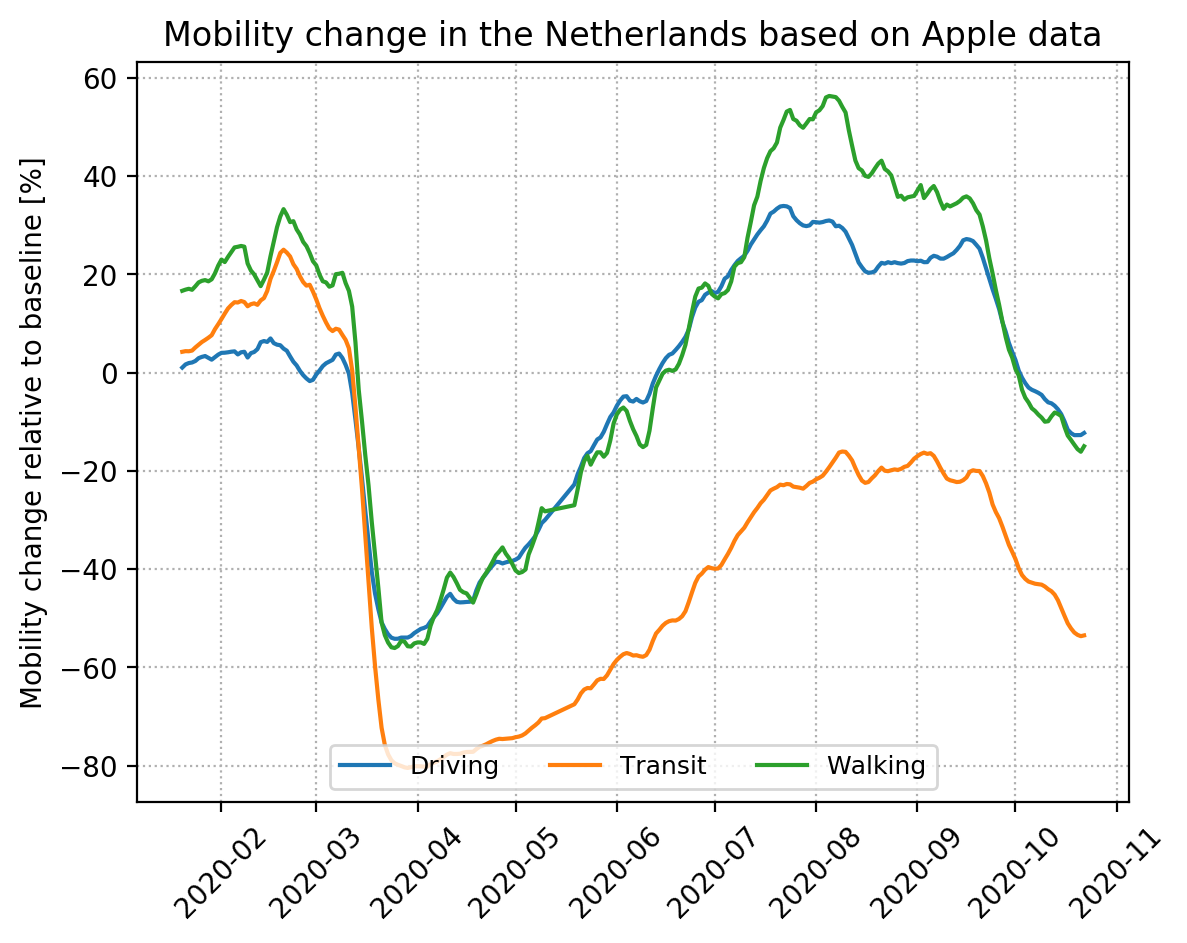 Mobility change in the Netherlands based on Apple data
Mobility change relative to baseline [%]
60
40
20
0
−20
−40
−60
−80
Driving Transit Walking
2020-02 2020-03 2020-04 2020-05 2020-06 2020-07 2020-08 2020-09 2020-10 2020-11